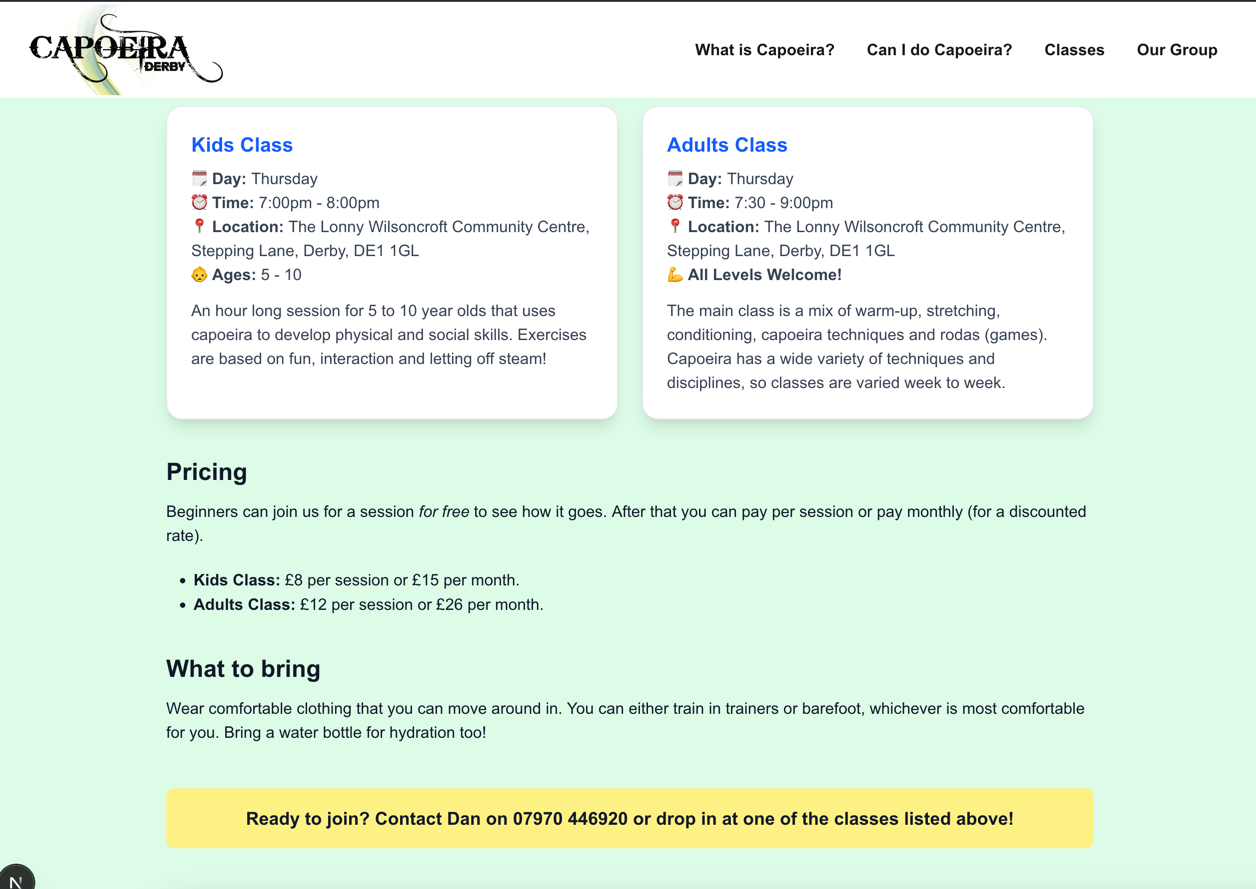 CAPOEIRA
DERBY
What is Capoeira? Can I do Capoeira? Classes Our Group
Kids Class
🗓️ Day: Thursday
⏰ Time: 7:00pm - 8:00pm
📍 Location: The Lonny Wilsoncroft Community Centre,
Stepping Lane, Derby, DE1 1GL
👶 Ages: 5 - 10
An hour long session for 5 to 10 year olds that uses
capoeira to develop physical and social skills. Exercises
are based on fun, interaction and letting off steam!
Adults Class
🗓️ Day: Thursday
⏰ Time: 7:30 - 9:00pm
📍 Location: The Lonny Wilsoncroft Community Centre,
Stepping Lane, Derby, DE1 1GL
💪 All Levels Welcome!
The main class is a mix of warm-up, stretching,
conditioning, capoeira techniques and rodas (games).
Capoeira has a wide variety of techniques and
disciplines, so classes are varied week to week.
Pricing
Beginners can join us for a session for free to see how it goes. After that you can pay per session or pay monthly (for a discounted
rate).
• Kids Class: £8 per session or £15 per month.
• Adults Class: £12 per session or £26 per month.
What to bring
Wear comfortable clothing that you can move around in. You can either train in trainers or barefoot, whichever is most comfortable
for you. Bring a water bottle for hydration too!
Ready to join? Contact Dan on 07970 446920 or drop in at one of the classes listed above!
N